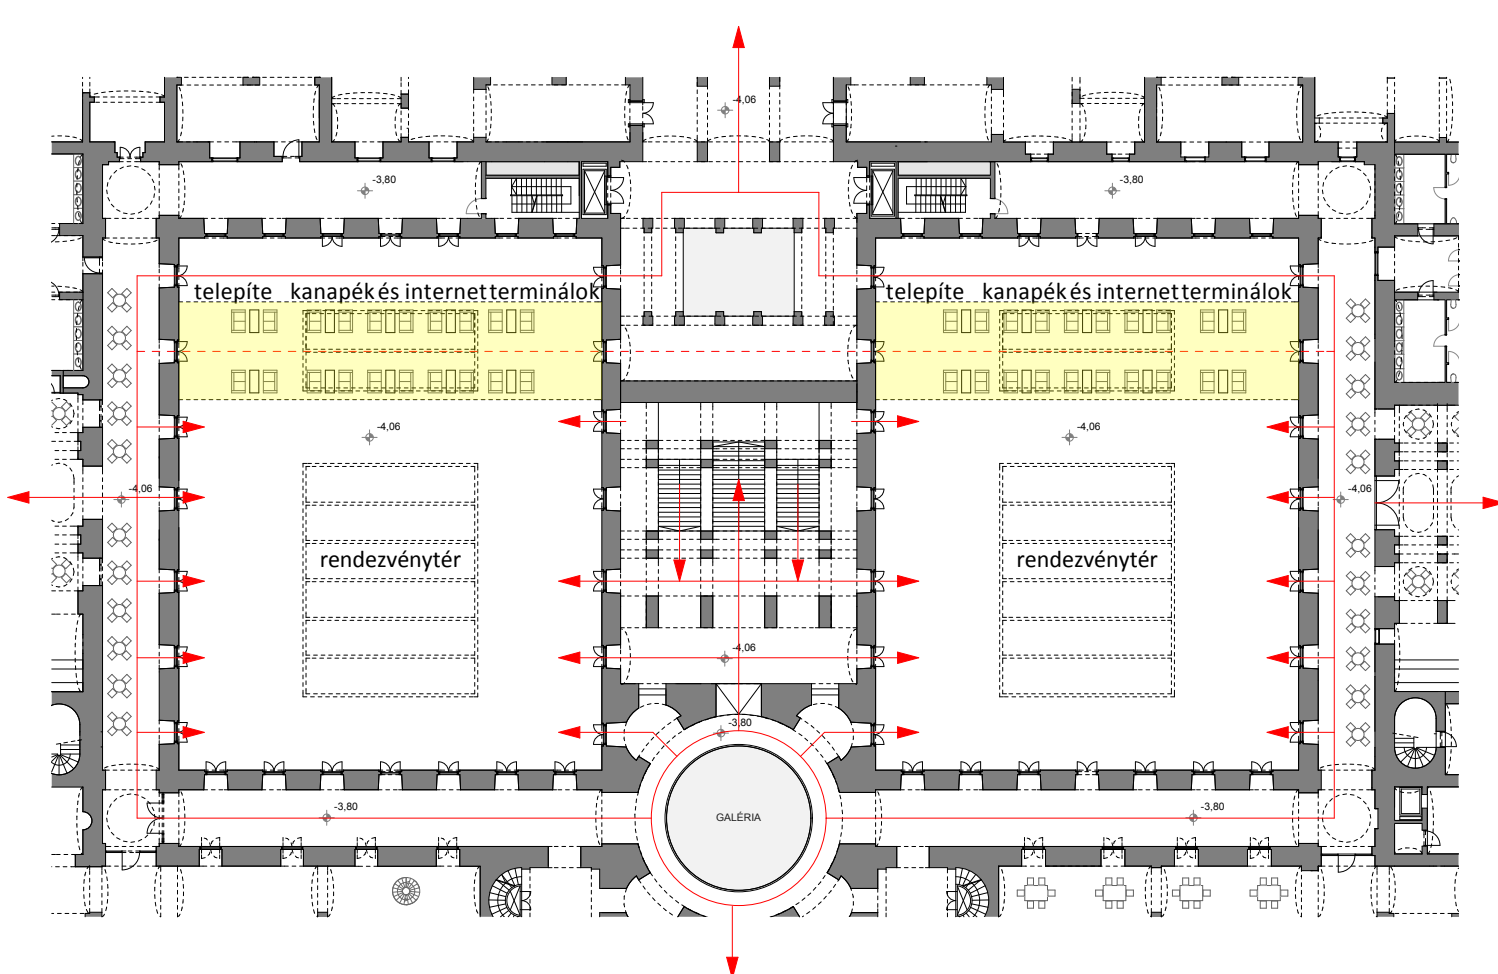 -4,06
-3,80
-3,80
telepíte kanapék és internet terminálok
telepíte kanapék és internet terminálok
-4,06
-4,06
-4,06
-4,06
rendezvénytér
rendezvénytér
-4,06
-3,80
-3,80
-3,80
GALÉRIA